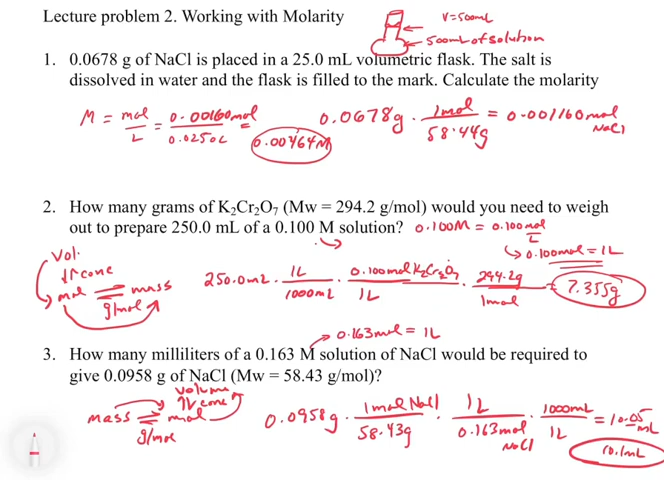 Lecture problem 2. Working with Molarity
V=500mL
500mL of solution
1. 0.0678 g of NaCl is placed in a 25.0 mL volumetric flask. The salt is
dissolved in water and the flask is filled to the mark. Calculate the molarity
M = mol/L = 0.00160mol/0.0250L = 0.00464M
0.0678g · 1mol/58.44g = 0.001160mol NaCl
2. How many grams of K₂Cr₂O₇ (Mw = 294.2 g/mol) would you need to weigh
out to prepare 250.0 mL of a 0.100 M solution?
0.100M = 0.100mol/L
0.100mol = 1L
Vol.
conc
mol ⇌ mass
g/mol
250.0mL · 1L/1000mL · 0.100mol K₂Cr₂O₇/1L · 294.2g/1mol = 7.355g
0.163mol = 1L
3. How many milliliters of a 0.163 M solution of NaCl would be required to
give 0.0958 g of NaCl (Mw = 58.43 g/mol)?
volume
conc
mass ⇌ mol
g/mol
0.0958g · 1mol NaCl/58.43g · 1L/0.163mol NaCl · 1000mL/1L = 10.05 mL
10.1mL